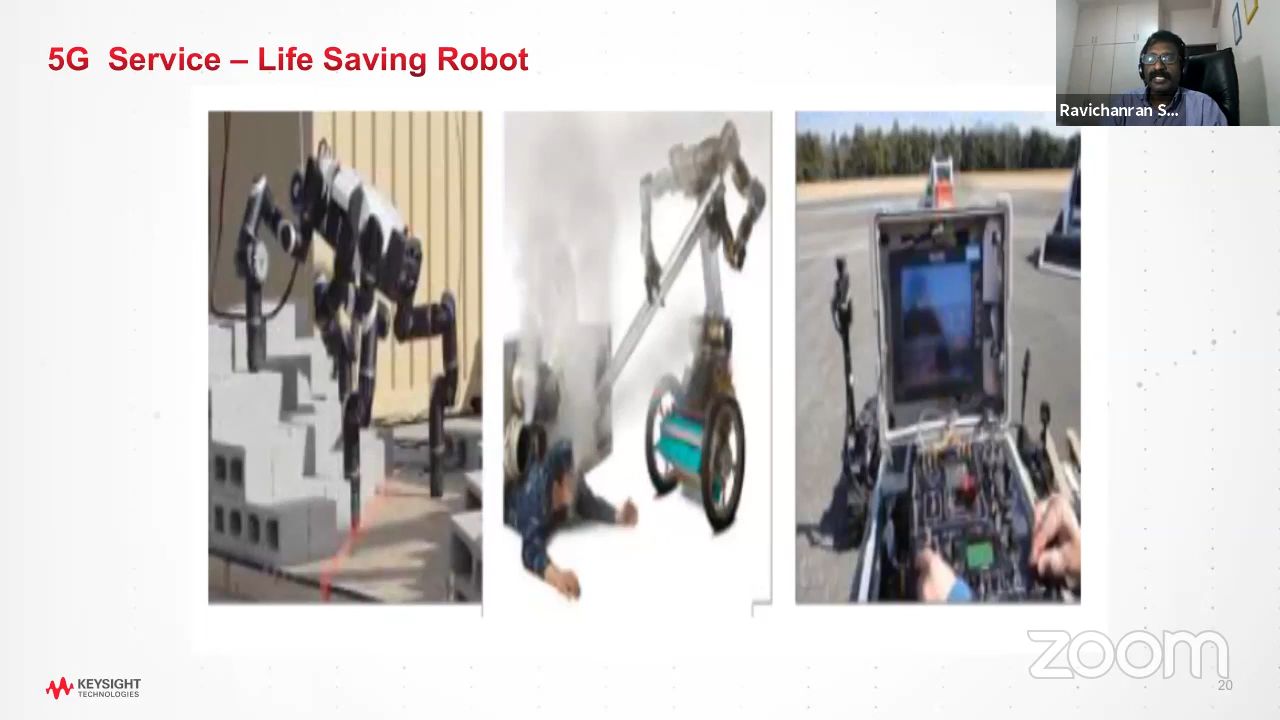 5G Service – Life Saving Robot
Ravichanran S...
KEYSIGHT
TECHNOLOGIES
zoom
20